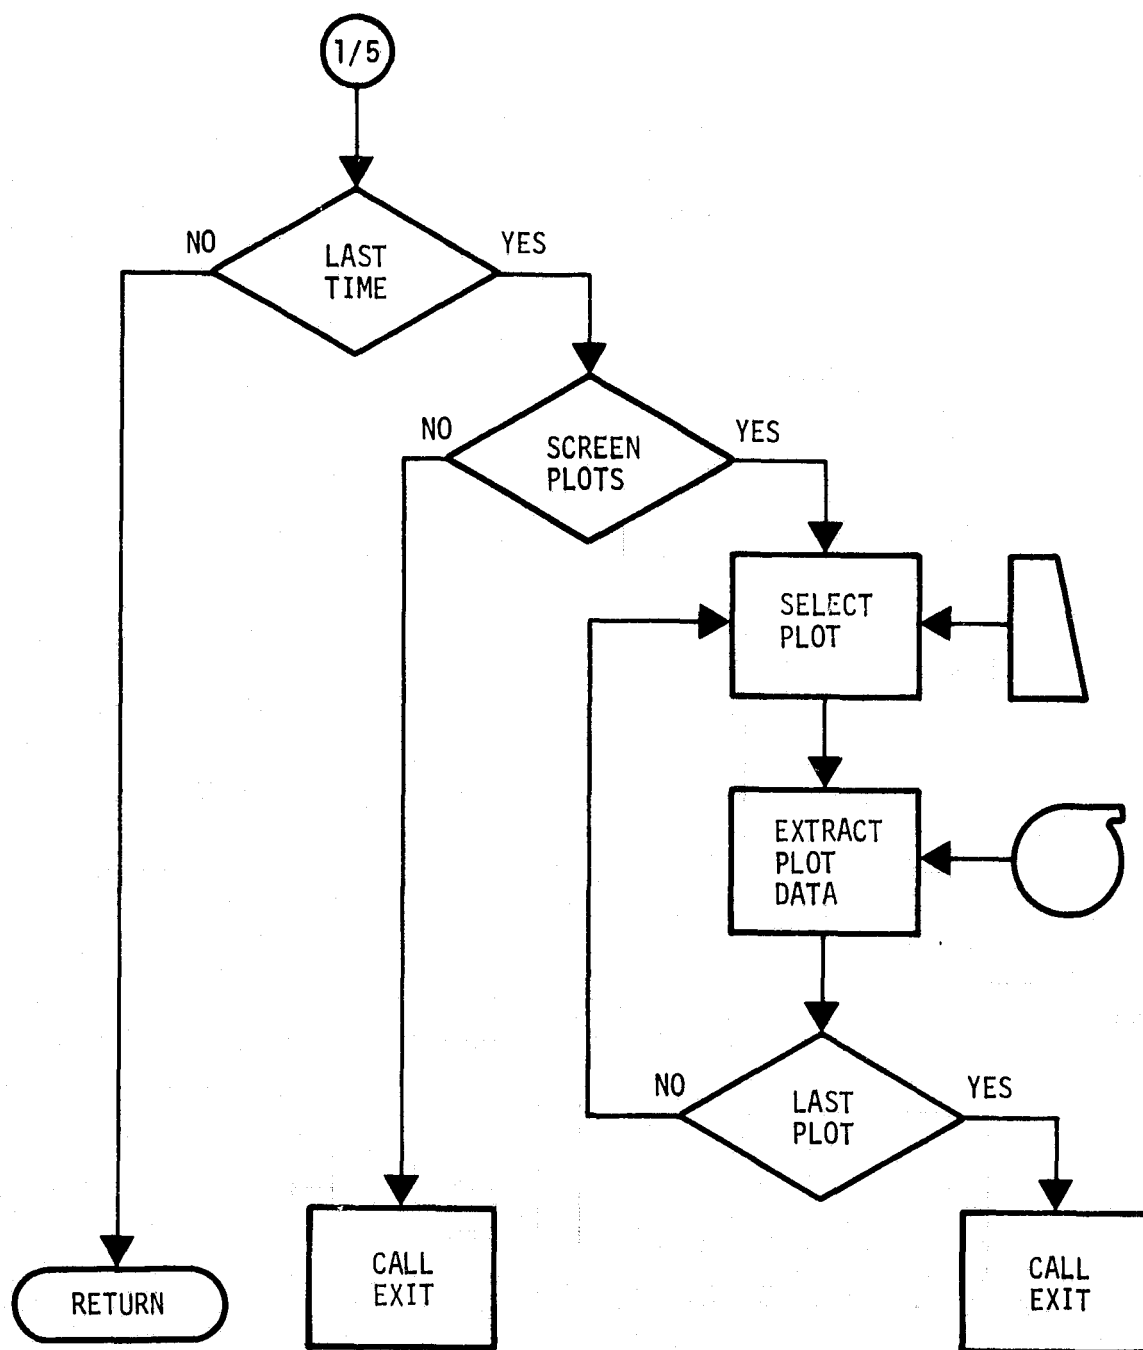 1/5
NO
YES
LAST
TIME
NO
YES
SCREEN
PLOTS
SELECT
PLOT
EXTRACT
PLOT
DATA
NO
YES
LAST
PLOT
CALL
EXIT
CALL
EXIT
RETURN